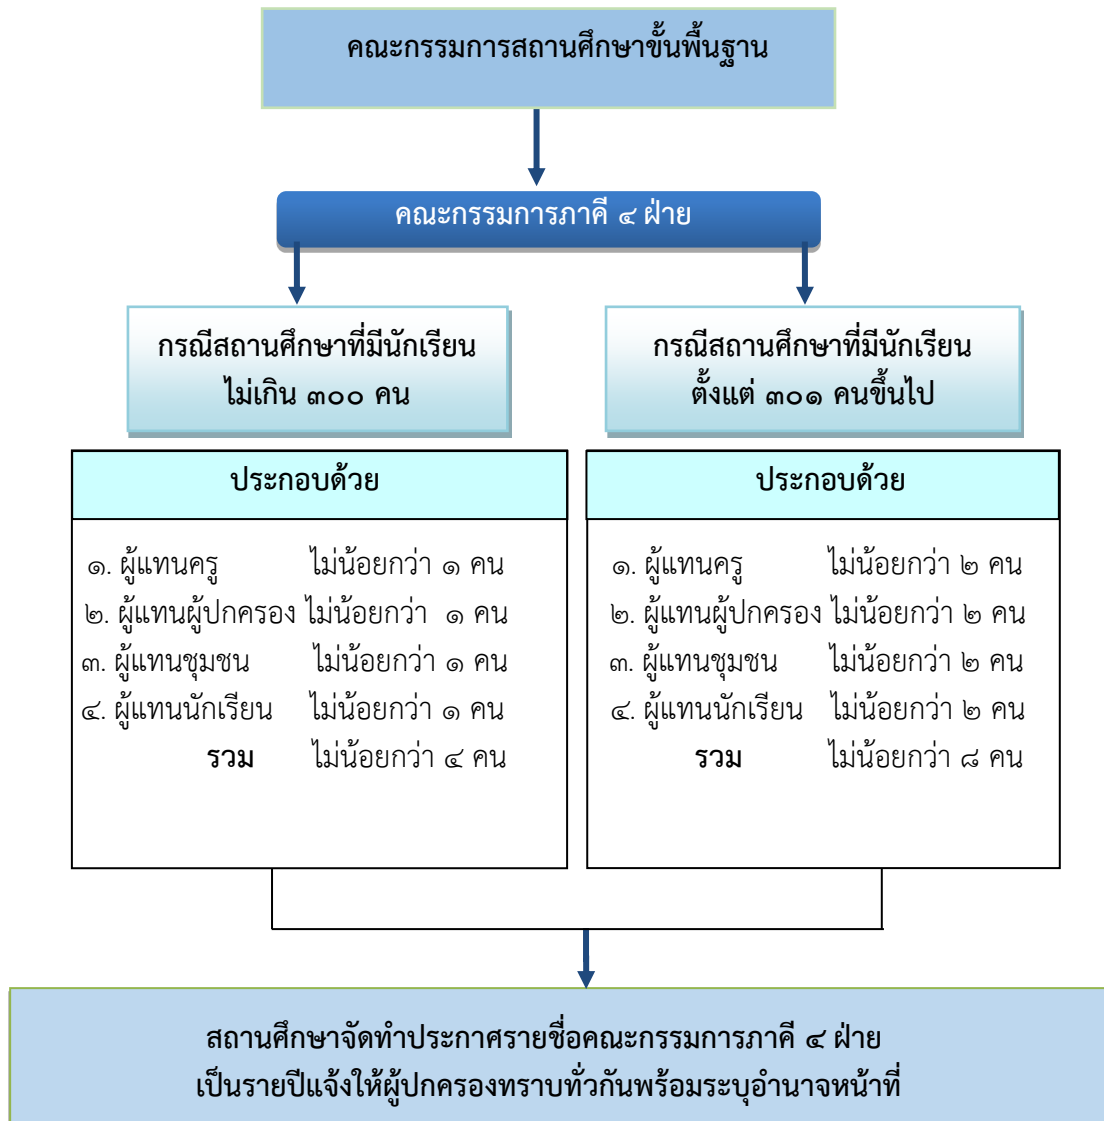 คณะกรรมการสถานศึกษาขั้นพื้นฐาน
คณะกรรมการภาคี ๔ ฝ่าย
กรณีสถานศึกษาที่มีนักเรียน
ไม่เกิน ๓๐๐ คน
กรณีสถานศึกษาที่มีนักเรียน
ตั้งแต่ ๓๐๑ คนขึ้นไป
ประกอบด้วย
๑. ผู้แทนครู ไม่น้อยกว่า ๑ คน
๒. ผู้แทนผู้ปกครอง ไม่น้อยกว่า ๑ คน
๓. ผู้แทนชุมชน ไม่น้อยกว่า ๑ คน
๔. ผู้แทนนักเรียน ไม่น้อยกว่า ๑ คน
รวม ไม่น้อยกว่า ๔ คน
ประกอบด้วย
๑. ผู้แทนครู ไม่น้อยกว่า ๒ คน
๒. ผู้แทนผู้ปกครอง ไม่น้อยกว่า ๒ คน
๓. ผู้แทนชุมชน ไม่น้อยกว่า ๒ คน
๔. ผู้แทนนักเรียน ไม่น้อยกว่า ๒ คน
รวม ไม่น้อยกว่า ๘ คน
สถานศึกษาจัดทำประกาศรายชื่อคณะกรรมการภาคี ๔ ฝ่าย
เป็นรายปีแจ้งให้ผู้ปกครองทราบทั่วกันพร้อมระบุอำนาจหน้าที่